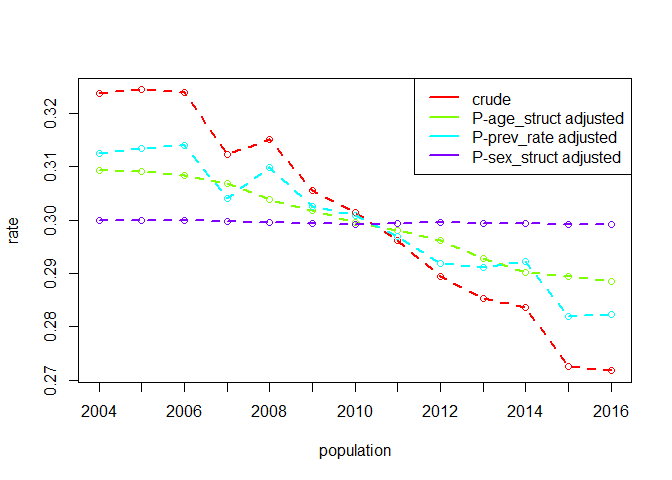 crude
P-age_struct adjusted
P-prev_rate adjusted
P-sex_struct adjusted
rate
0.32
0.31
0.30
0.29
0.28
0.27
2004 2006 2008 2010 2012 2014 2016
population